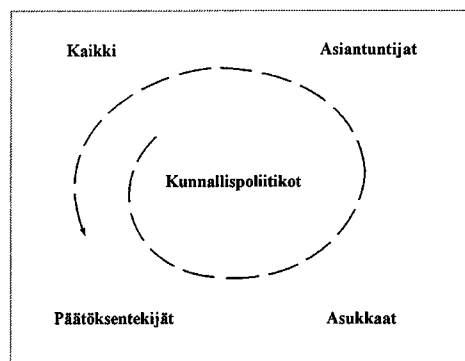 Kaikki
Asiantuntijat
Kunnallispoliitikot
Päätöksentekijät
Asukkaat